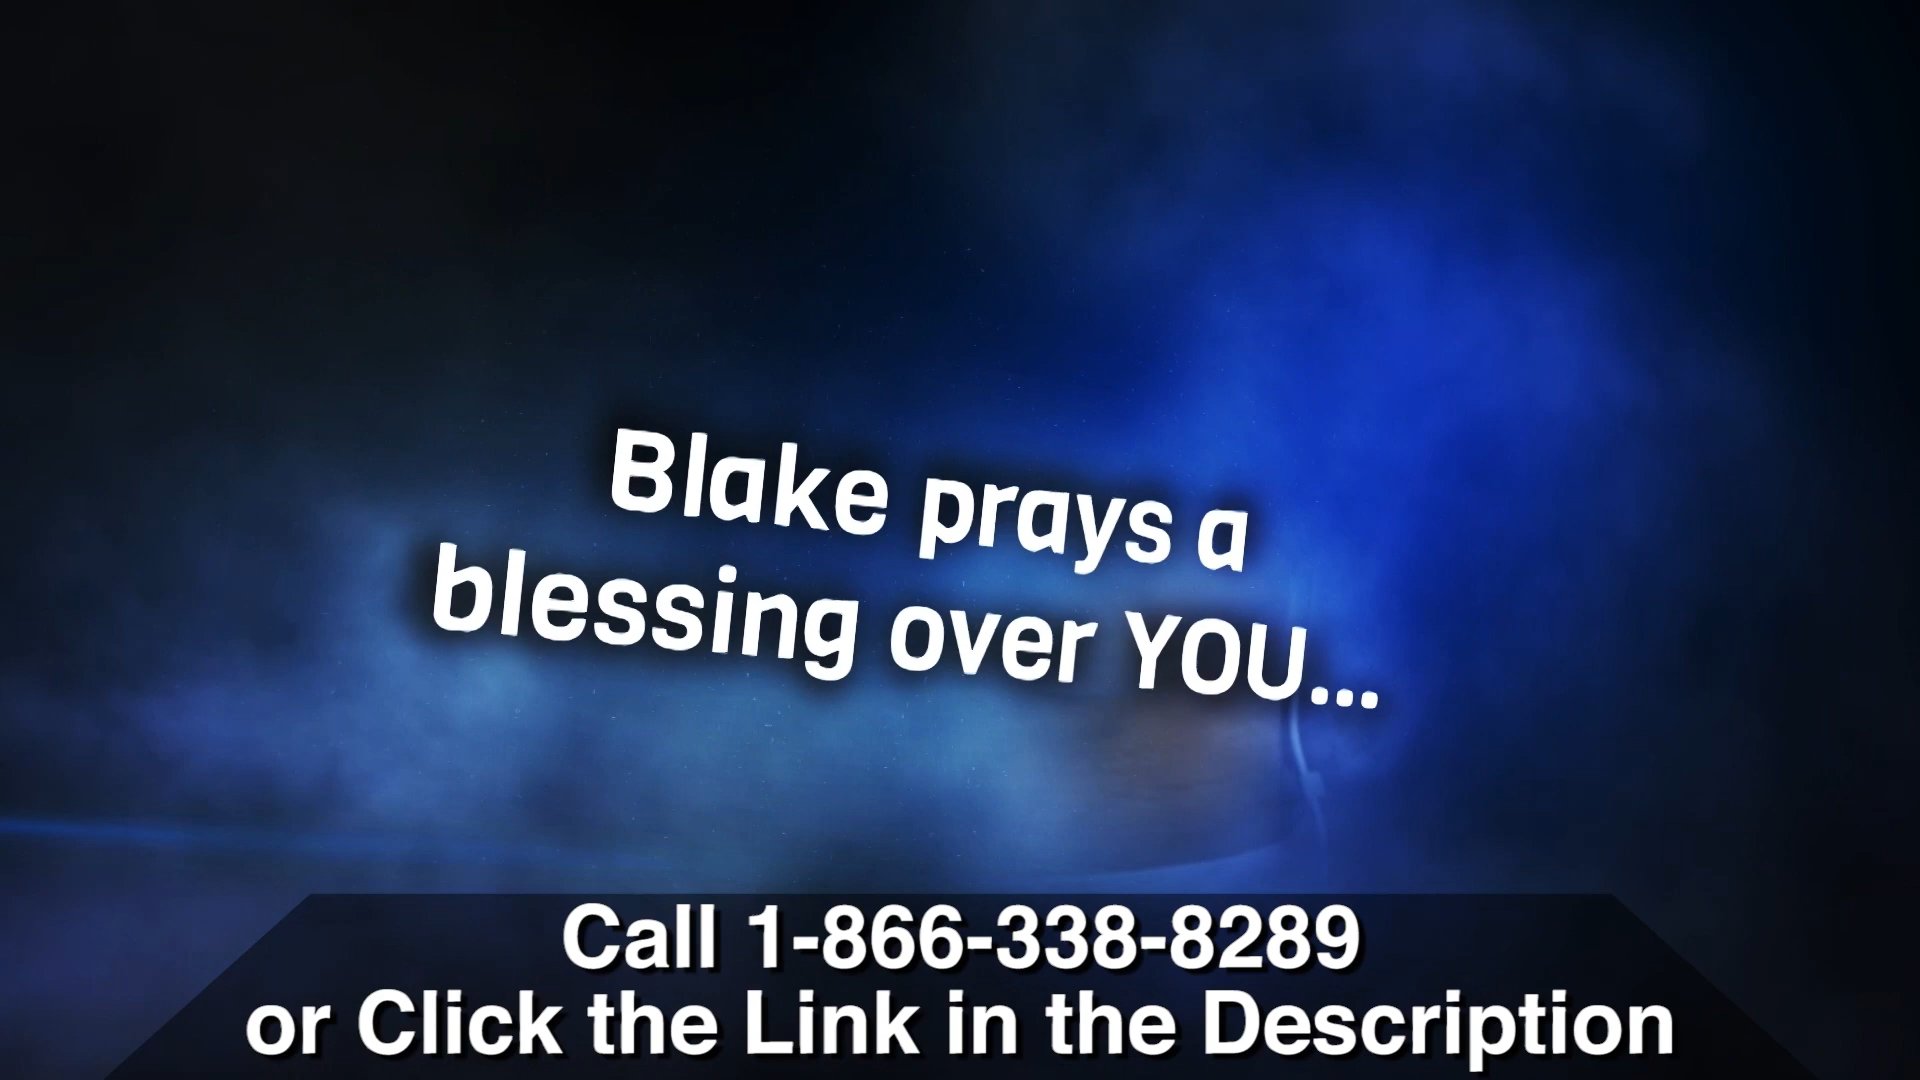 Blake prays a
blessing over YOU...
Call 1-866-338-8289
or Click the Link in the Description